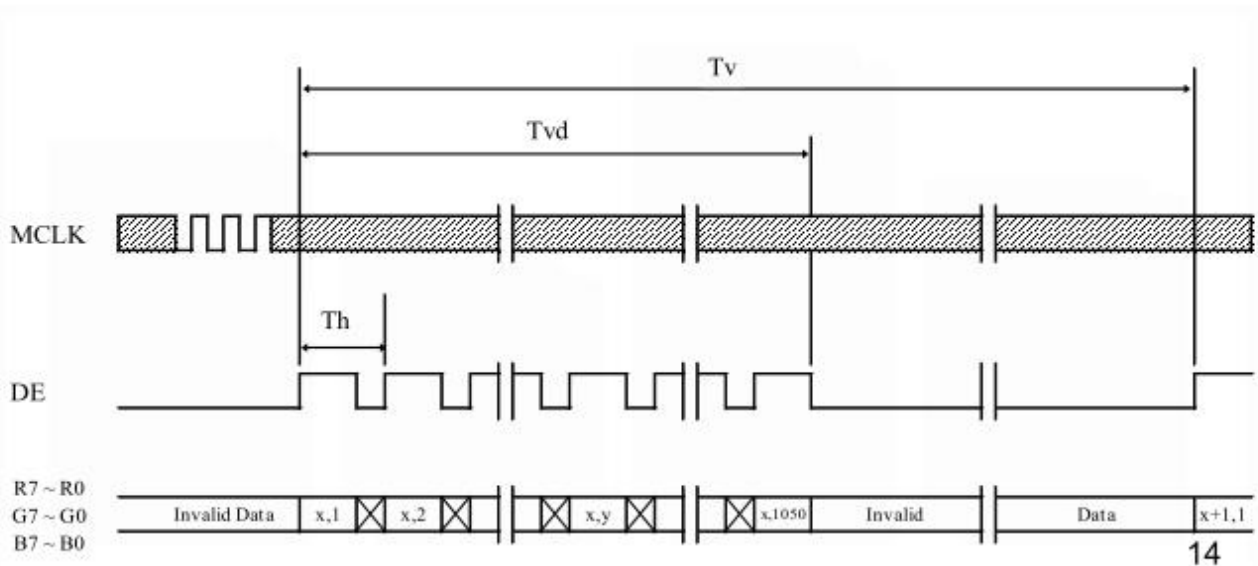 Tv
Tvd
MCLK
Th
DE
R7 ~ R0
G7 ~ G0
B7 ~ B0
Invalid Data x,1 x,2 x,y x,1050 Invalid Data x+1,1
14